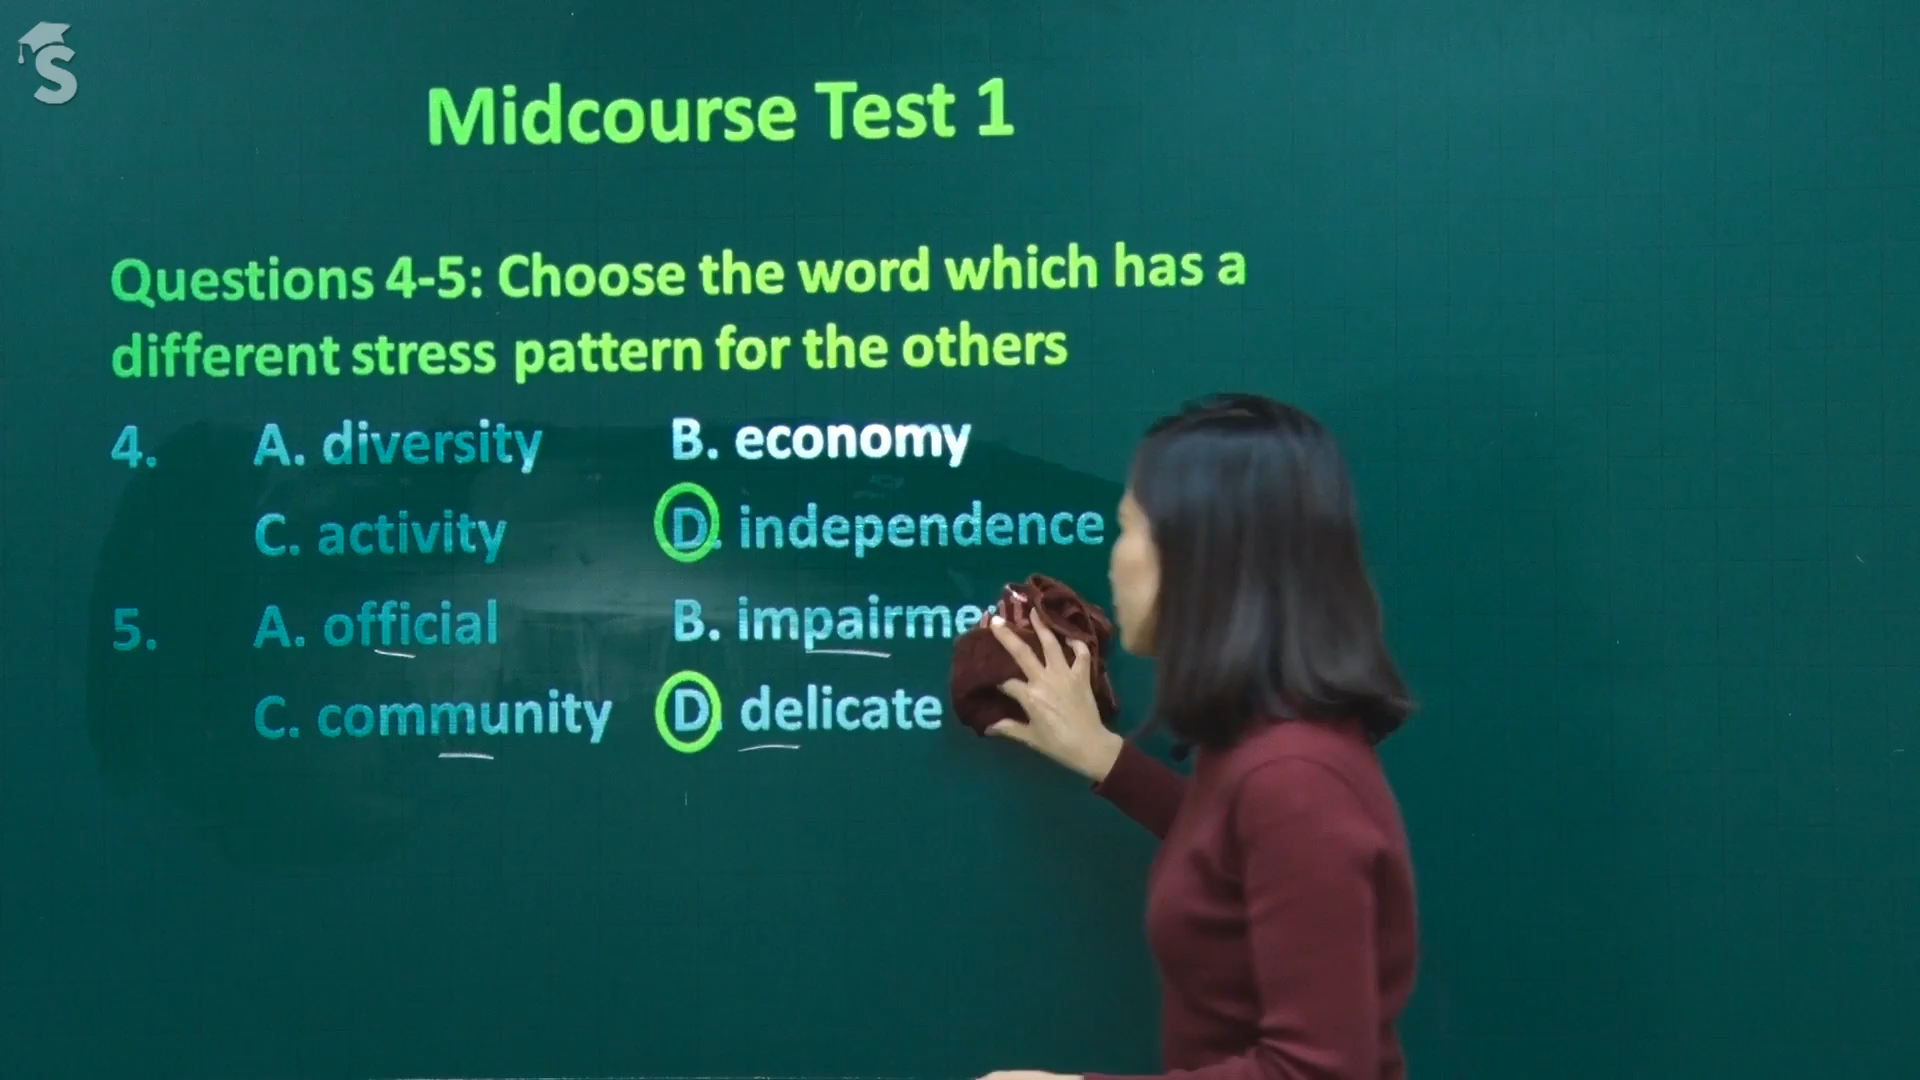 S
Midcourse Test 1
Questions 4-5: Choose the word which has a
different stress pattern for the others
4. A. diversity B. economy
C. activity D. independence
5. A. official B. impairme
C. community D. delicate